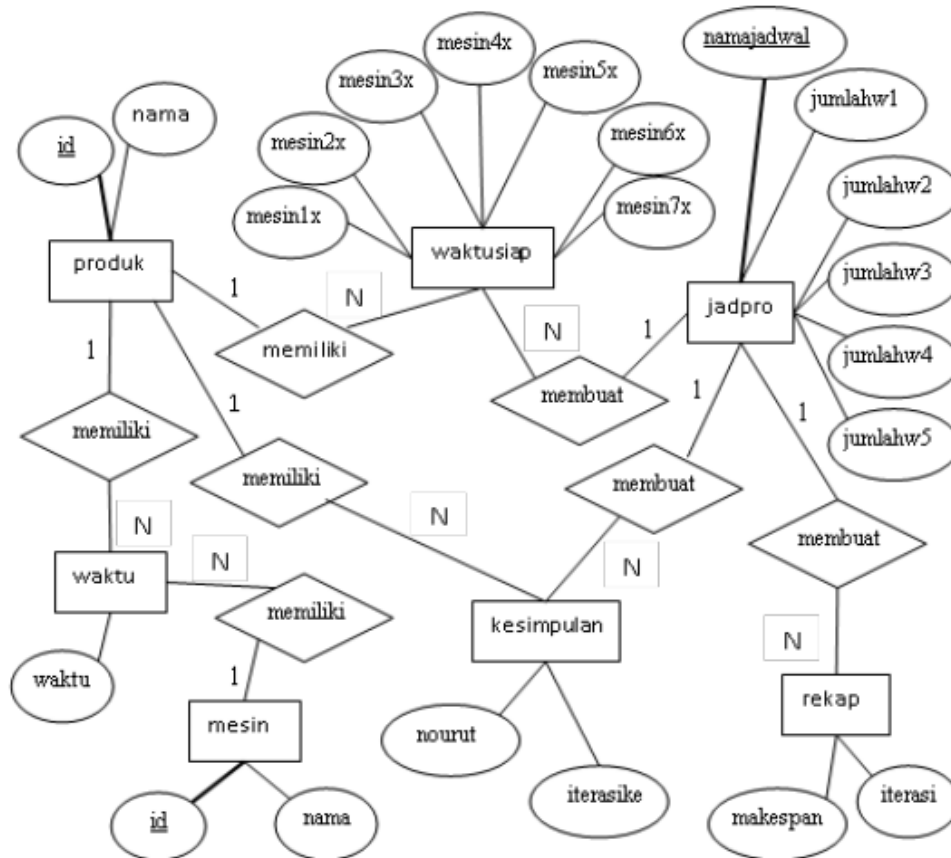 mesin4x
namajadwal
mesin3x
mesin5x
jumlahw1
nama
id
mesin2x
mesin6x
jumlahw2
mesin1x
mesin7x
produk
waktusiap
jumlahw3
1
N
jadpro
memiliki
N
1
jumlahw4
1
membuat
1
1
1
jumlahw5
memiliki
memiliki
membuat
membuat
N
N
N
N
waktu
memiliki
kesimpulan
N
waktu
1
mesin
rekap
nourut
iterasike
iterasi
id
nama
makespan